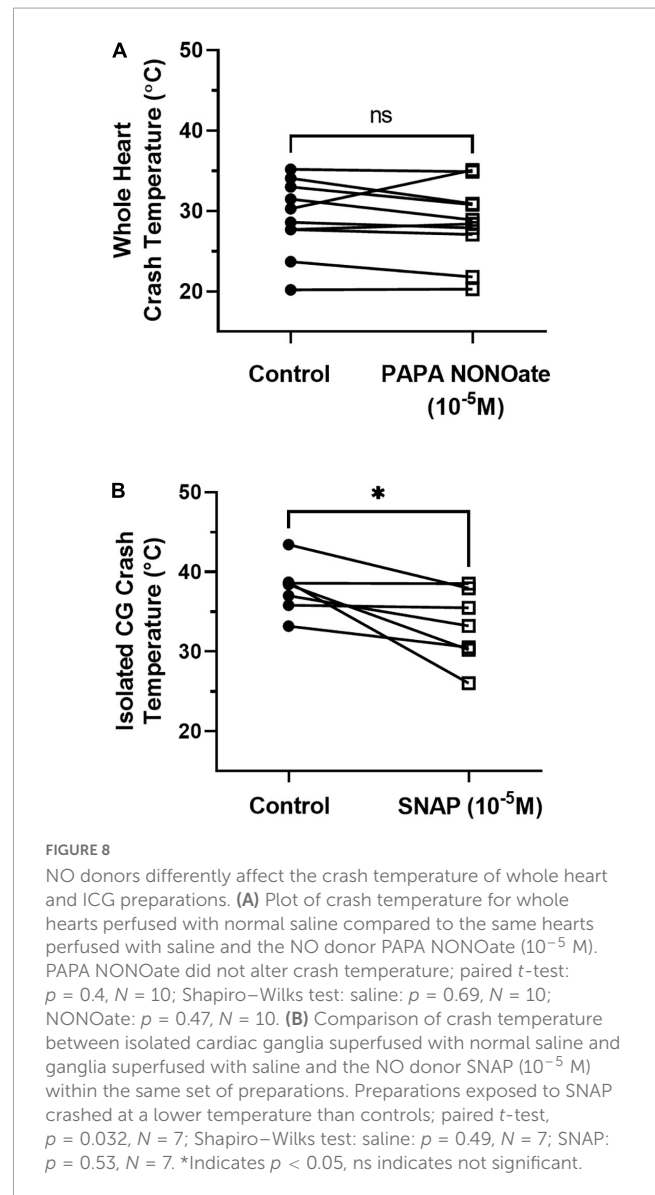 A
Whole Heart
Crash Temperature (°C)
50
40
30
20
ns
Control
PAPA NONOate
(10⁻⁵M)
B
Isolated CG Crash
Temperature (°C)
50
40
30
20
*
Control
SNAP (10⁻⁵M)
FIGURE 8
NO donors differently affect the crash temperature of whole heart
and ICG preparations. (A) Plot of crash temperature for whole
hearts perfused with normal saline compared to the same hearts
perfused with saline and the NO donor PAPA NONOate (10⁻⁵ M).
PAPA NONOate did not alter crash temperature; paired t-test:
p = 0.4, N = 10; Shapiro–Wilks test: saline: p = 0.69, N = 10;
NONOate: p = 0.47, N = 10. (B) Comparison of crash temperature
between isolated cardiac ganglia superfused with normal saline and
ganglia superfused with saline and the NO donor SNAP (10⁻⁵ M)
within the same set of preparations. Preparations exposed to SNAP
crashed at a lower temperature than controls; paired t-test,
p = 0.032, N = 7; Shapiro–Wilks test: saline: p = 0.49, N = 7; SNAP:
p = 0.53, N = 7. *Indicates p < 0.05, ns indicates not significant.